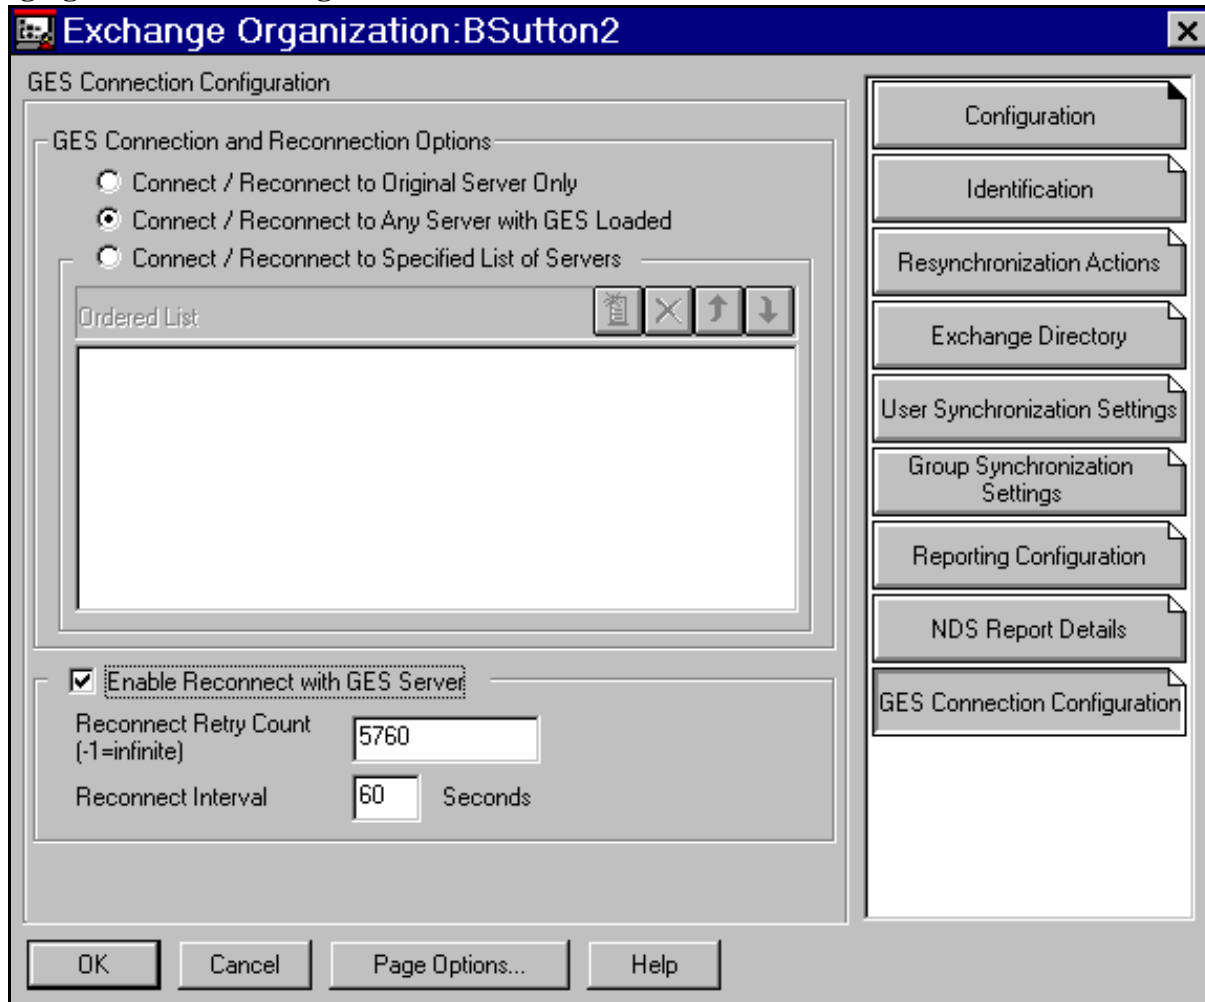 Exchange Organization:BSutton2
GES Connection Configuration
GES Connection and Reconnection Options
Connect / Reconnect to Original Server Only
Connect / Reconnect to Any Server with GES Loaded
Connect / Reconnect to Specified List of Servers
Ordered List
Enable Reconnect with GES Server
Reconnect Retry Count
(-1=infinite)
5760
Reconnect Interval
60
Seconds
Configuration
Identification
Resynchronization Actions
Exchange Directory
User Synchronization Settings
Group Synchronization
Settings
Reporting Configuration
NDS Report Details
GES Connection Configuration
OK
Cancel
Page Options...
Help